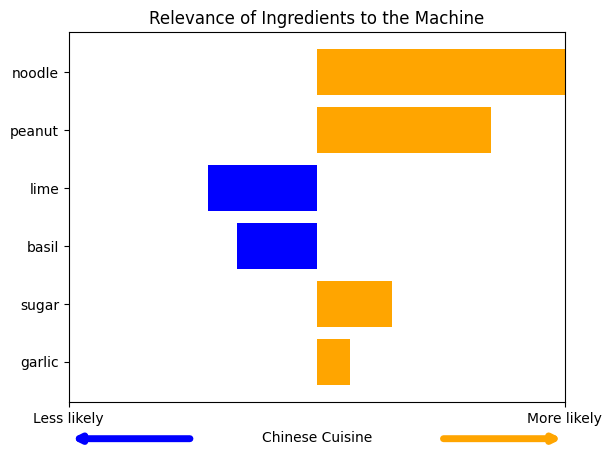 Relevance of Ingredients to the Machine
noodle
peanut
lime
basil
sugar
garlic
Less likely
More likely
Chinese Cuisine